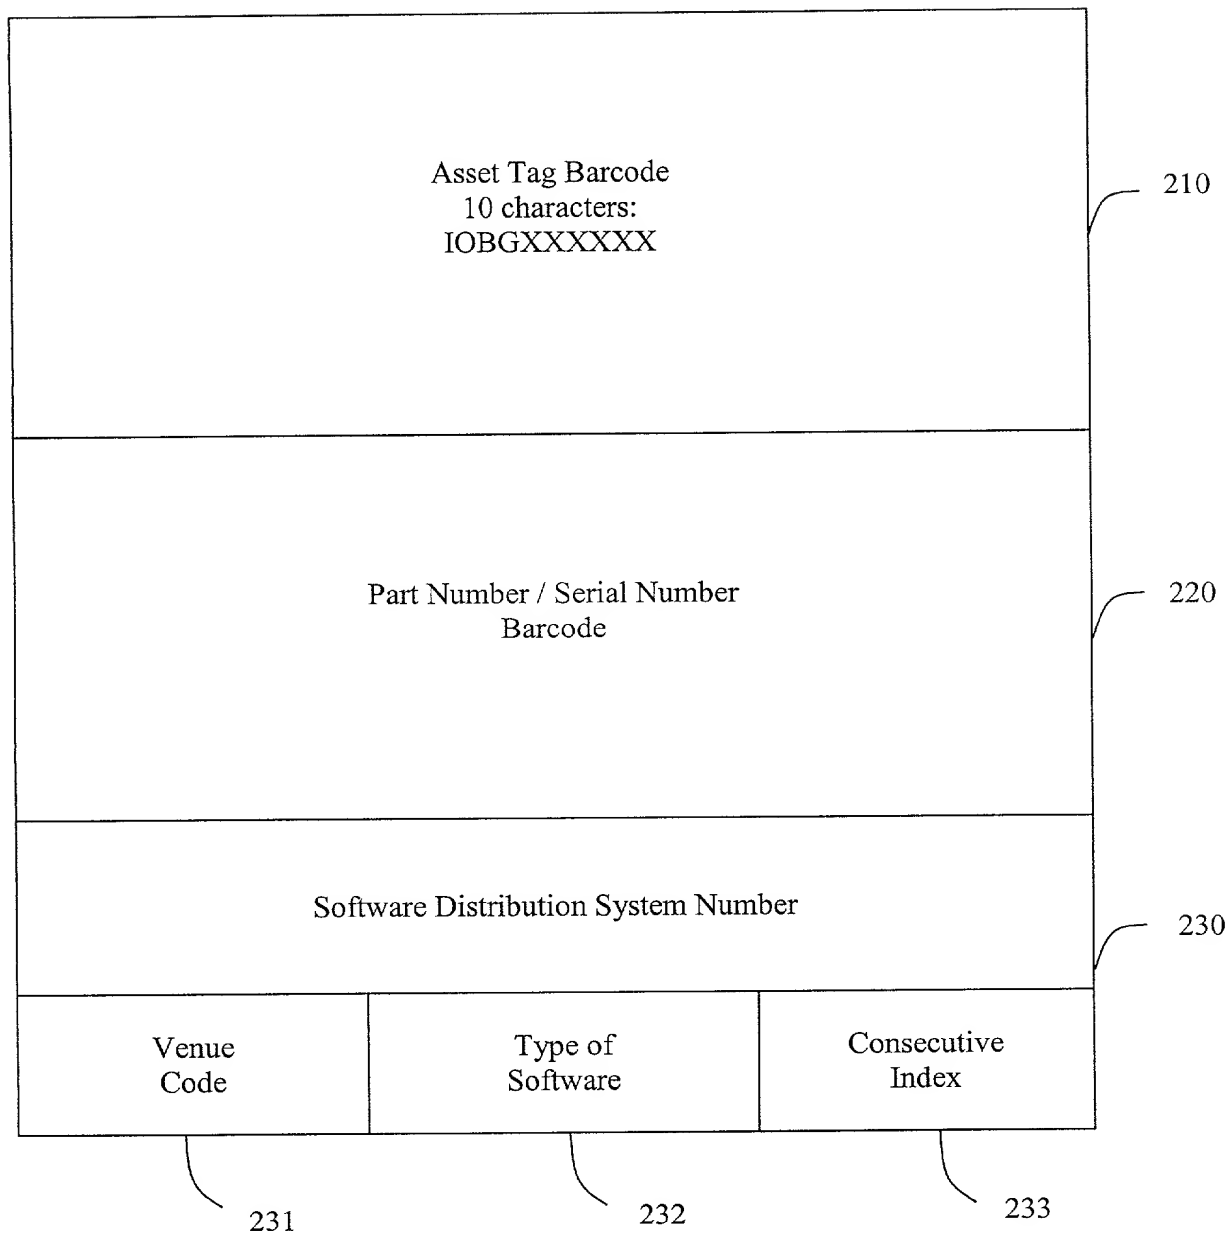 Asset Tag Barcode
10 characters:
IOBGXXXXXX
210
Part Number / Serial Number
Barcode
220
Software Distribution System Number
230
Venue
Code
Type of
Software
Consecutive
Index
231
232
233